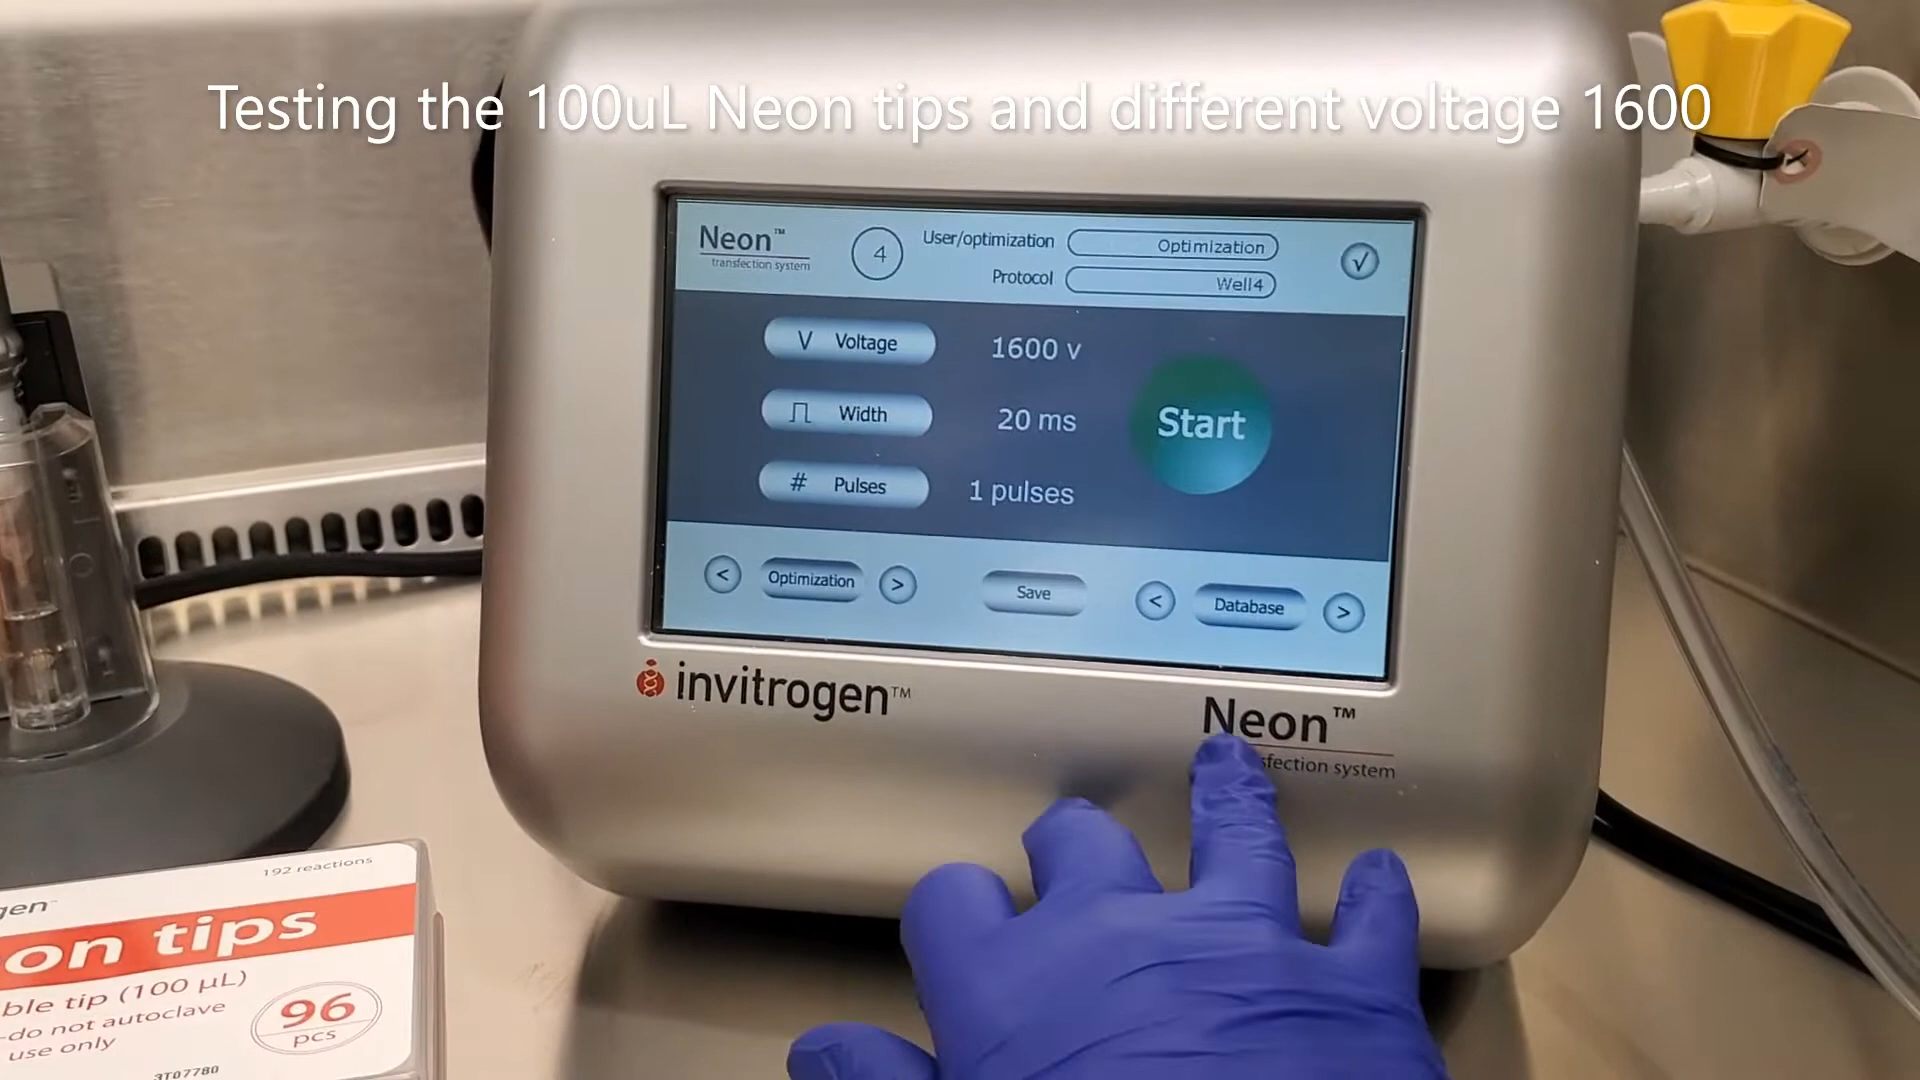 Testing the 100uL Neon tips and different voltage 1600
Neon™
transfection system
4
User/optimization
Optimization
Protocol
Well4
√
V Voltage
1600 v
Width
20 ms
Start
# Pulses
1 pulses
<
Optimization
>
Save
<
Database
>
invitrogen™
Neon™
sfection system
192 reactions
gen
on tips
ble tip (100 µL)
-do not autoclave
use only
96
pcs
3T07780